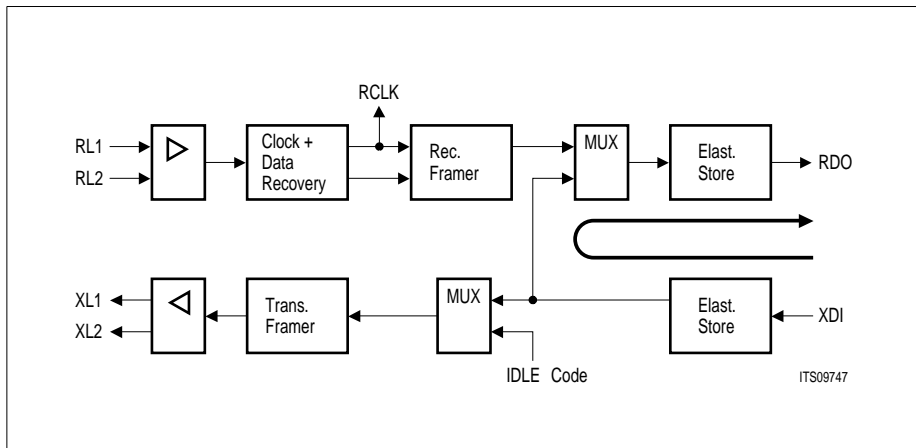 RCLK
RL1
RL2
Clock +
Data
Recovery
Rec.
Framer
MUX
Elast.
Store
RDO
XL1
XL2
Trans.
Framer
MUX
Elast.
Store
XDI
IDLE Code
ITS09747